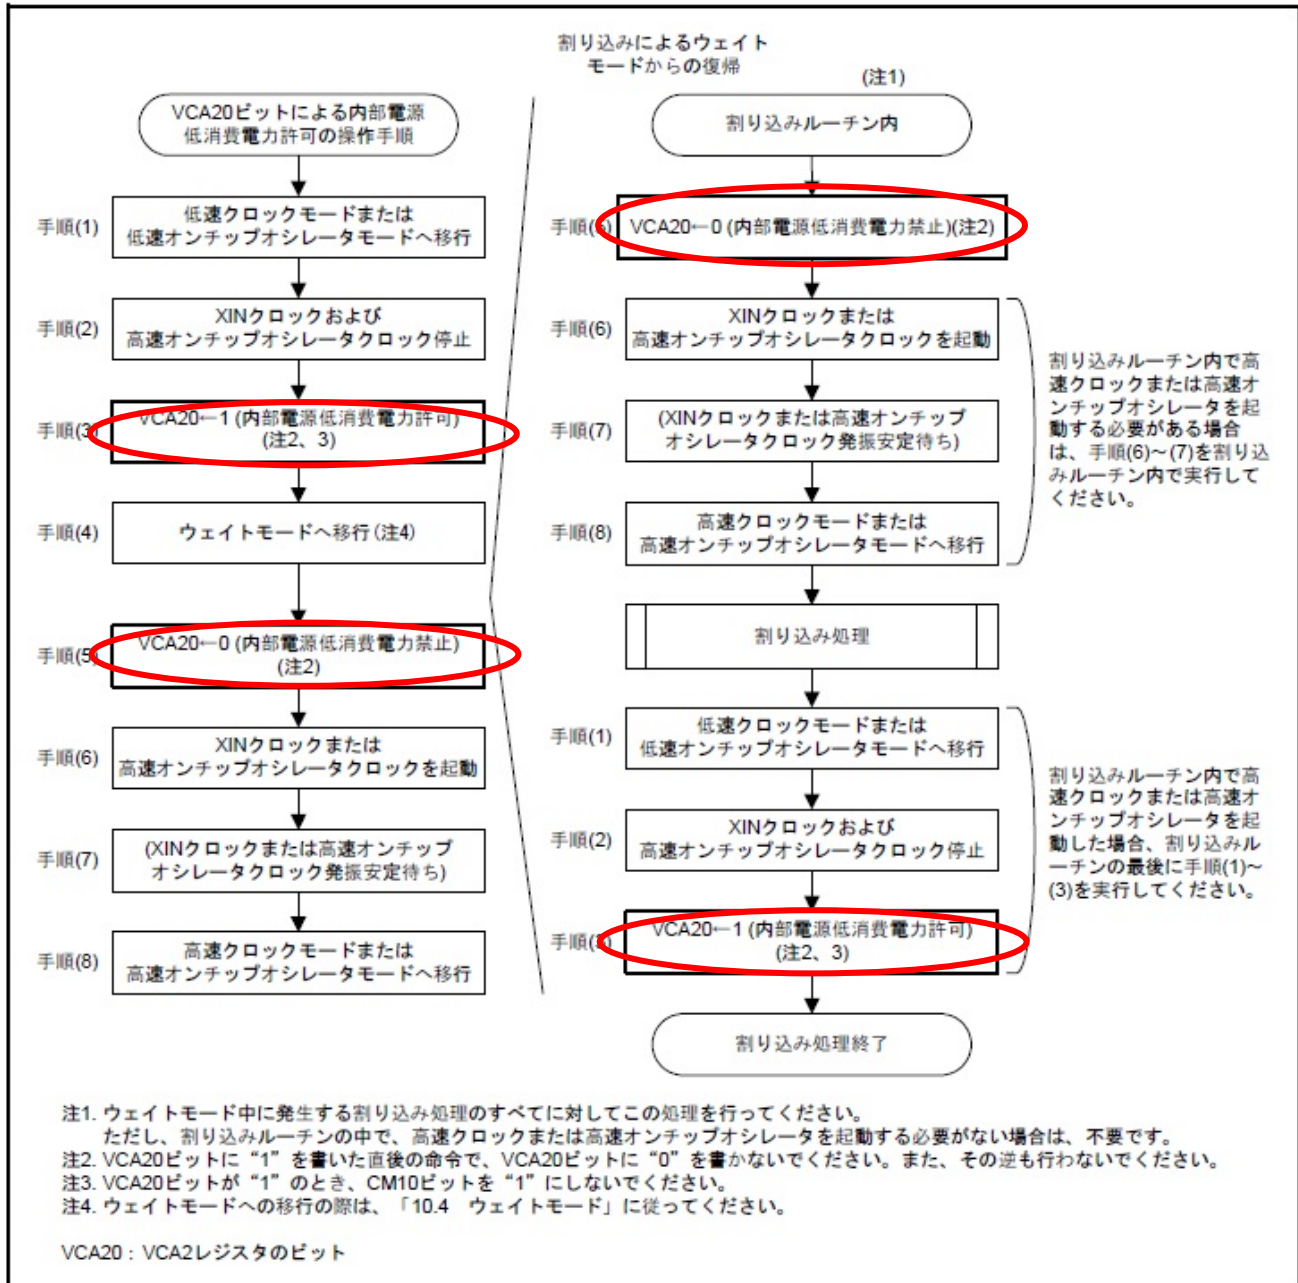 VCA20ビットによる内部電源
低消費電力許可の操作手順
手順(1)
低速クロックモードまたは
低速オンチップオシレータモードへ移行
手順(2)
XINクロックおよび
高速オンチップオシレータクロック停止
手順(3)
VCA20←1 (内部電源低消費電力許可)
(注2、3)
手順(4)
ウェイトモードへ移行(注4)
手順(5)
VCA20←0 (内部電源低消費電力禁止)
(注2)
手順(6)
XINクロックまたは
高速オンチップオシレータクロックを起動
手順(7)
(XINクロックまたは高速オンチップ
オシレータクロック発振安定待ち)
手順(8)
高速クロックモードまたは
高速オンチップオシレータモードへ移行
割り込みによるウェイト
モードからの復帰
(注1)
割り込みルーチン内
手順(5)
VCA20←0 (内部電源低消費電力禁止)(注2)
手順(6)
XINクロックまたは
高速オンチップオシレータクロックを起動
手順(7)
(XINクロックまたは高速オンチップ
オシレータクロック発振安定待ち)
手順(8)
高速クロックモードまたは
高速オンチップオシレータモードへ移行
割り込みルーチン内で高
速クロックまたは高速オ
ンチップオシレータを起
動する必要がある場合
は、手順(6)～(7)を割り込
みルーチン内で実行して
ください。
割り込み処理
手順(1)
低速クロックモードまたは
低速オンチップオシレータモードへ移行
手順(2)
XINクロックおよび
高速オンチップオシレータクロック停止
手順(3)
VCA20←1 (内部電源低消費電力許可)
(注2、3)
割り込みルーチン内で高
速クロックまたは高速オ
ンチップオシレータを起
動した場合、割り込みル
ーチンの最後に手順(1)～
(3)を実行してください。
割り込み処理終了
注1. ウェイトモード中に発生する割り込み処理のすべてに対してこの処理を行ってください。
ただし、割り込みルーチンの中で、高速クロックまたは高速オンチップオシレータを起動する必要がない場合は、不要です。
注2. VCA20ビットに“1”を書いた直後の命令で、VCA20ビットに“0”を書かないでください。また、その逆も行わないでください。
注3. VCA20ビットが“1”のとき、CM10ビットを“1”にしないでください。
注4. ウェイトモードへの移行の際は、「10.4　ウェイトモード」に従ってください。
VCA20：VCA2レジスタのビット